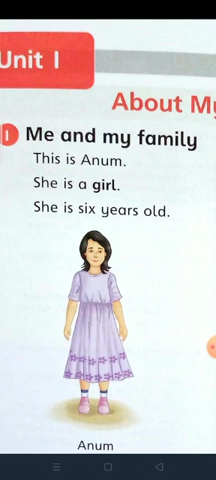 Unit 1
About My
1 Me and my family
This is Anum.
She is a girl.
She is six years old.
Anum